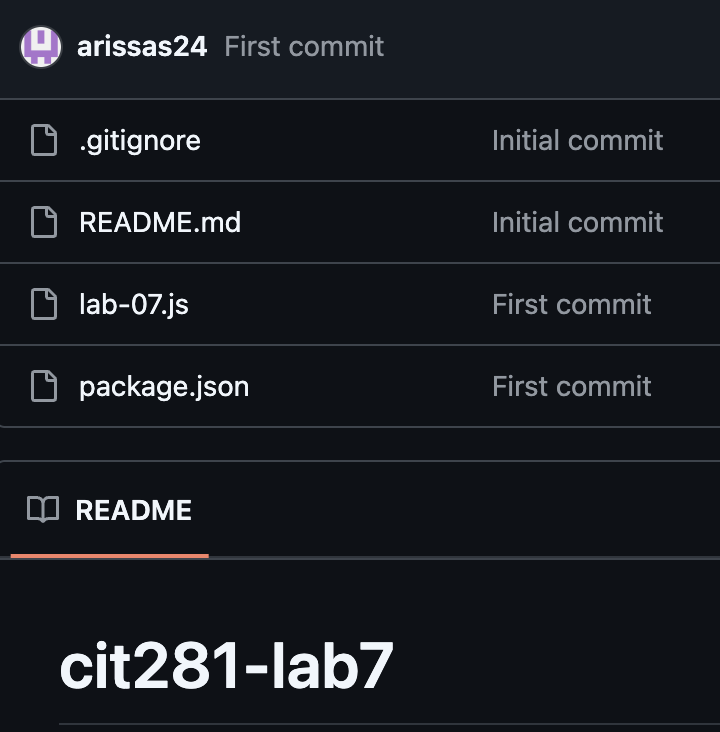 arissas24 First commit
.gitignore Initial commit
README.md Initial commit
lab-07.js First commit
package.json First commit
README
cit281-lab7